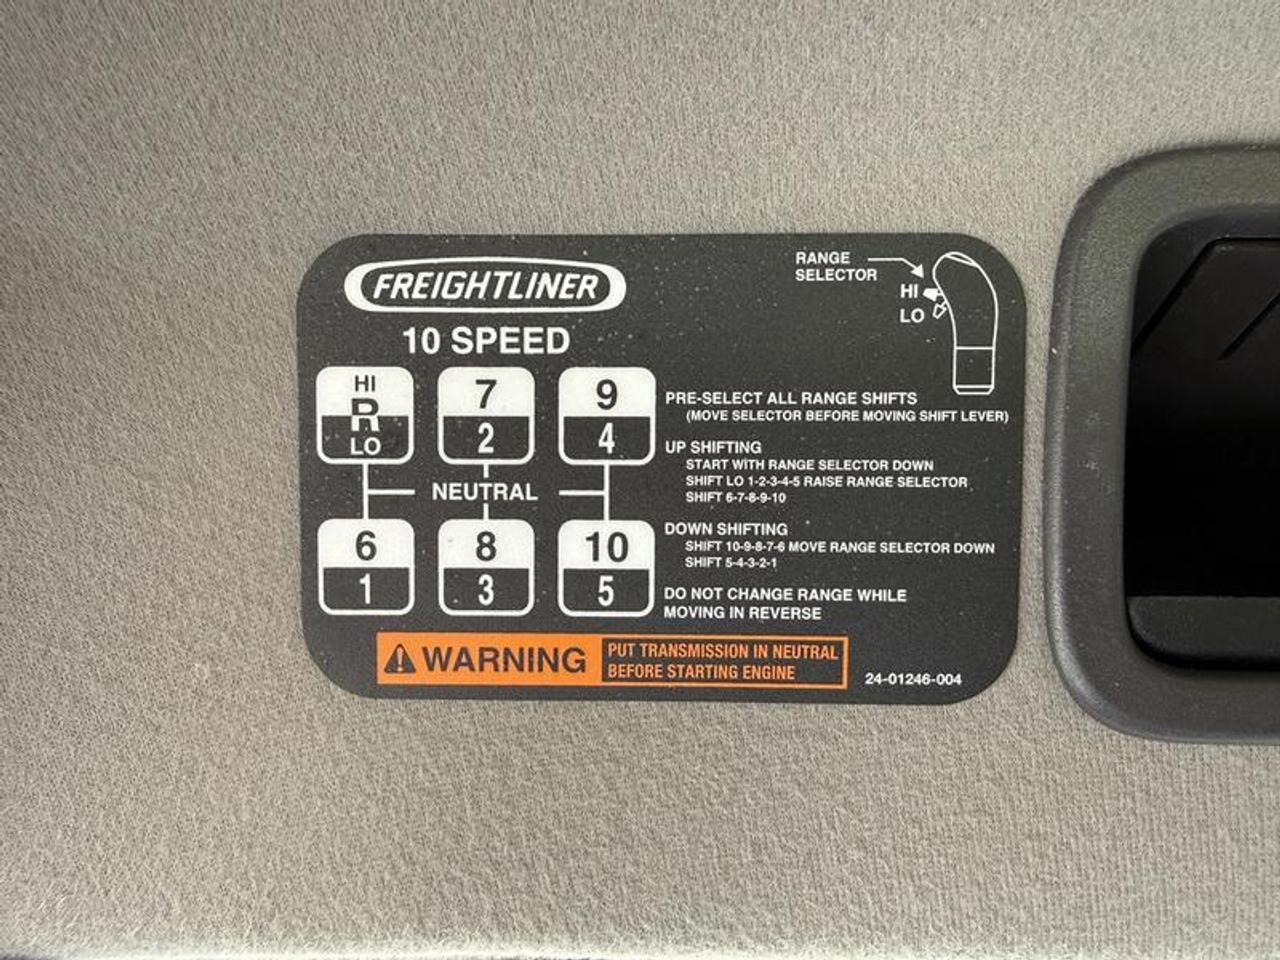 FREIGHTLINER
10 SPEED
RANGE
SELECTOR
HI
LO
HI
R
LO
7
2
9
4
NEUTRAL
6
1
8
3
10
5
PRE-SELECT ALL RANGE SHIFTS
(MOVE SELECTOR BEFORE MOVING SHIFT LEVER)
UP SHIFTING
START WITH RANGE SELECTOR DOWN
SHIFT LO 1-2-3-4-5 RAISE RANGE SELECTOR
SHIFT 6-7-8-9-10
DOWN SHIFTING
SHIFT 10-9-8-7-6 MOVE RANGE SELECTOR DOWN
SHIFT 5-4-3-2-1
DO NOT CHANGE RANGE WHILE
MOVING IN REVERSE
WARNING
PUT TRANSMISSION IN NEUTRAL
BEFORE STARTING ENGINE
24-01246-004